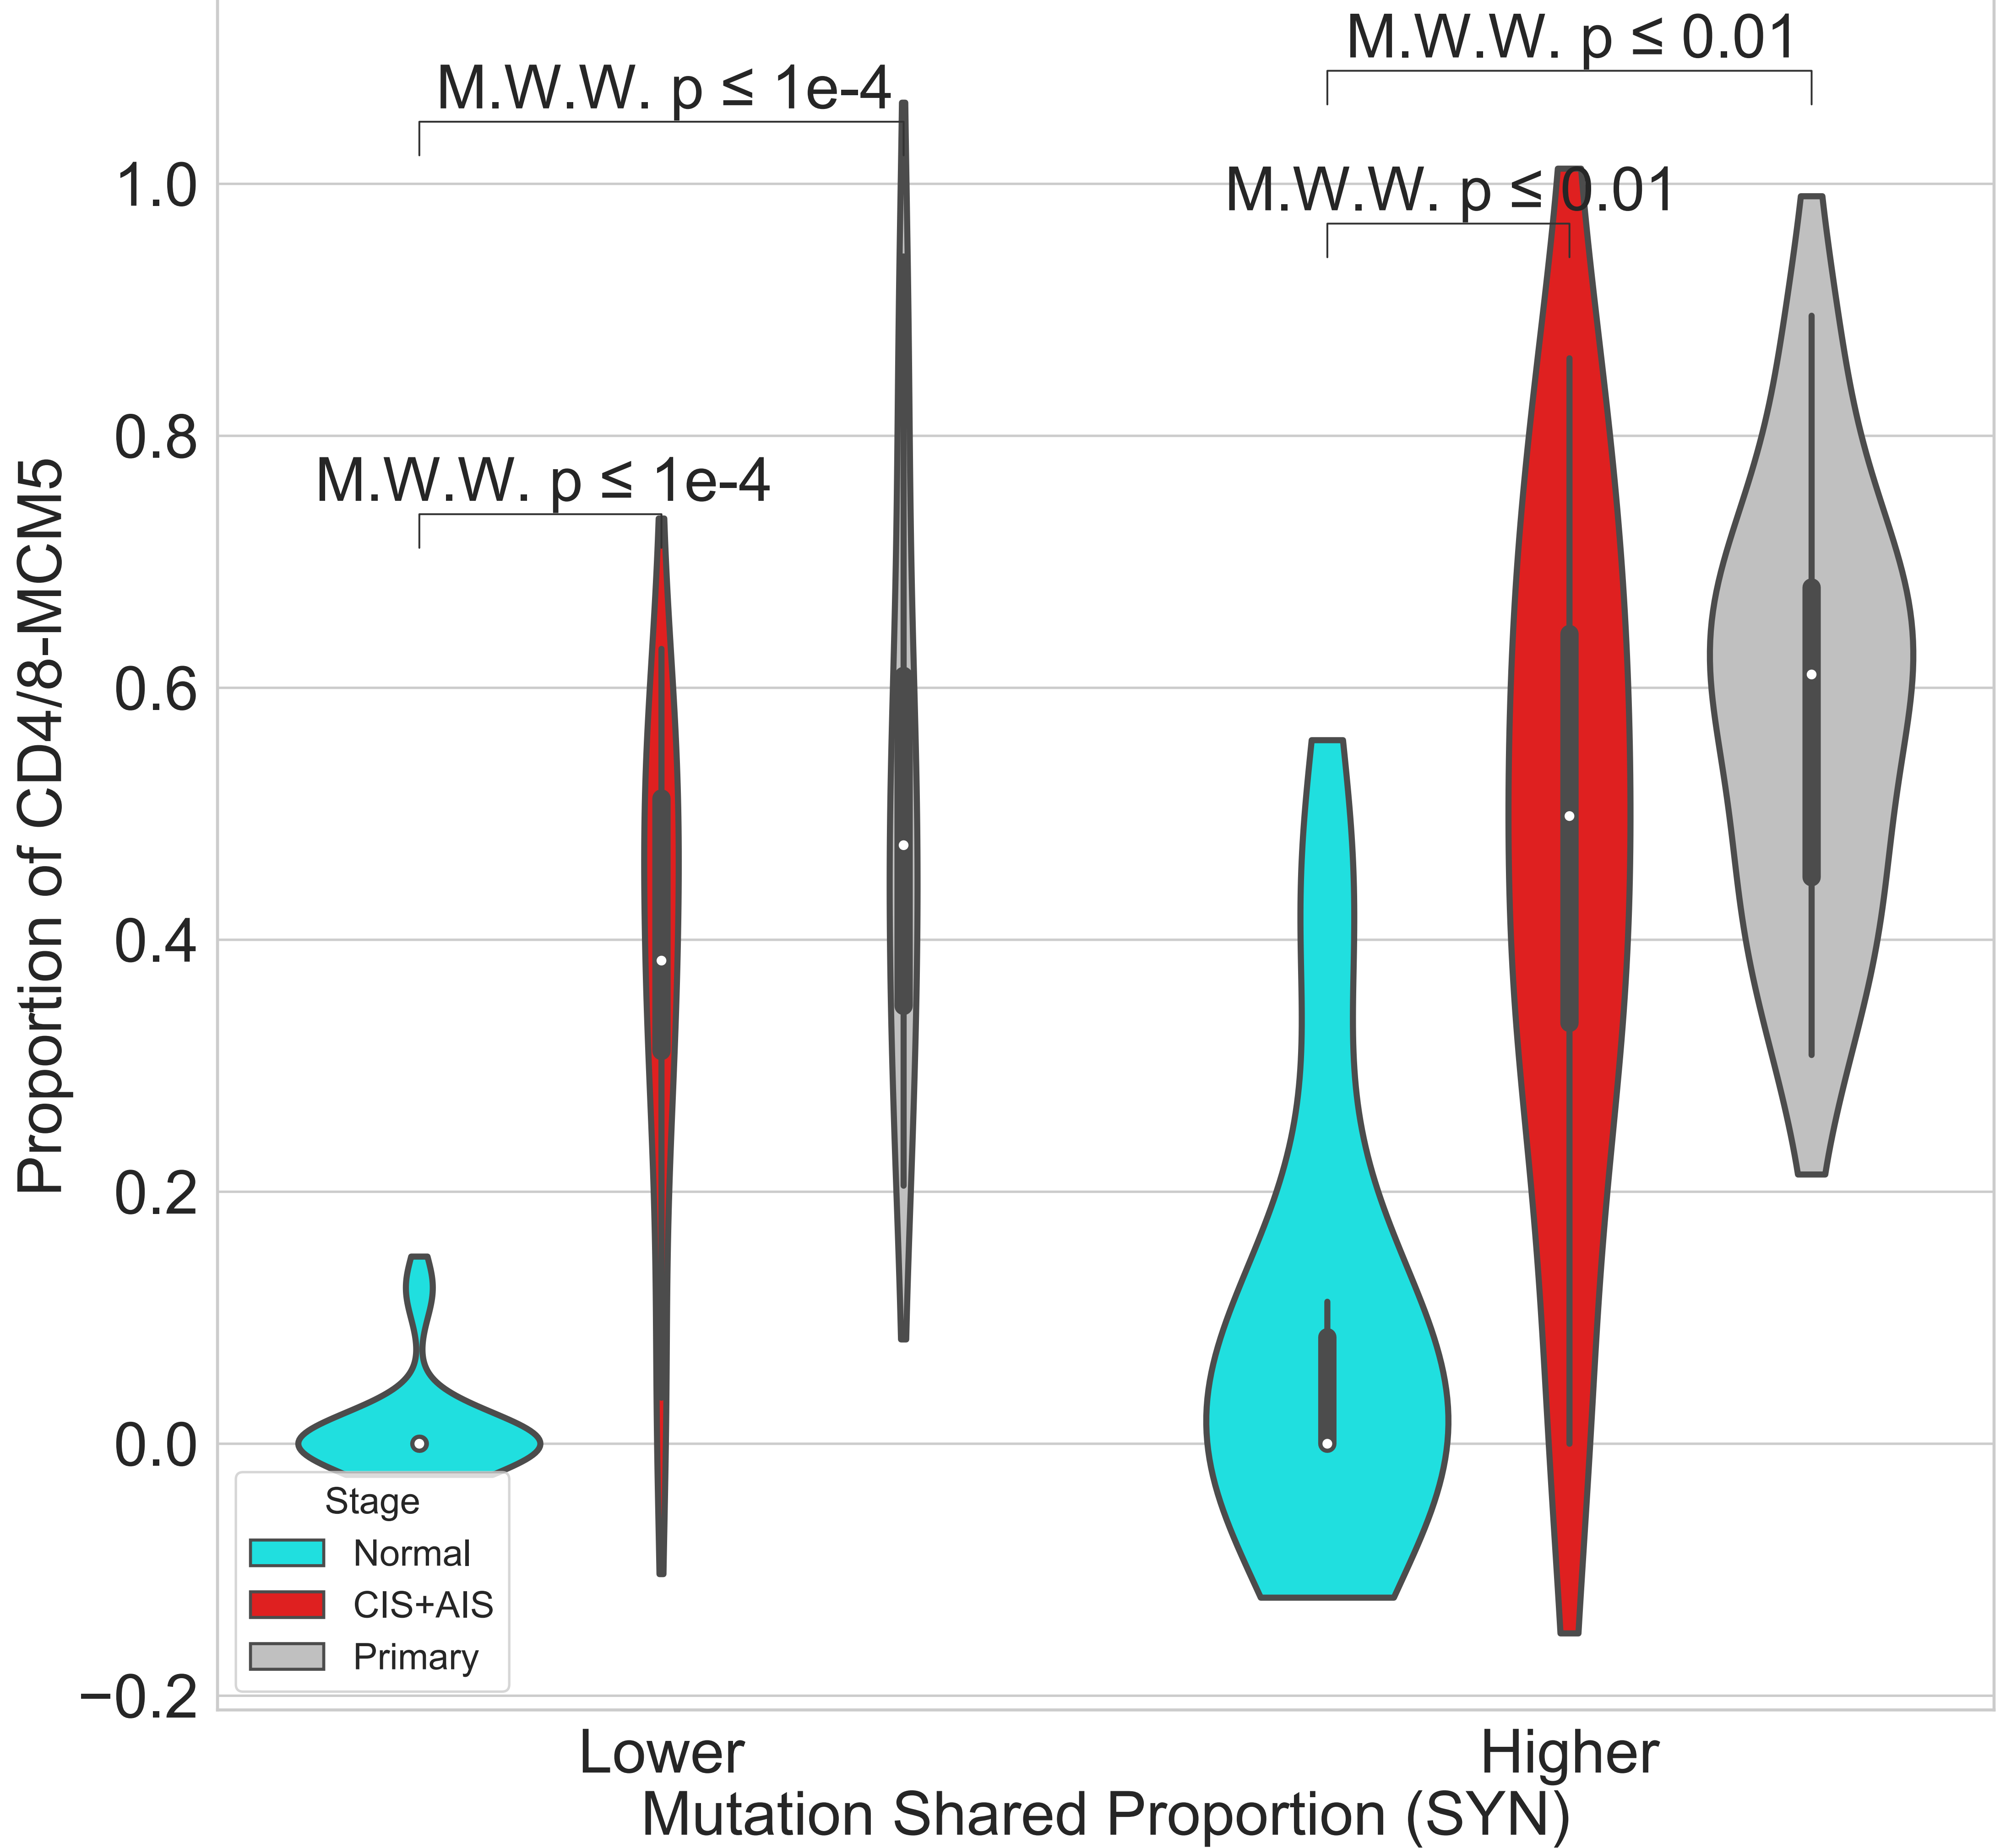 M.W.W. p ≤ 0.01
M.W.W. p ≤ 1e-4
M.W.W. p ≤ 0.01
M.W.W. p ≤ 1e-4
Proportion of CD4/8-MCM5
1.0
0.8
0.6
0.4
0.2
0.0
−0.2
Stage
Normal
CIS+AIS
Primary
Lower
Higher
Mutation Shared Proportion (SYN)